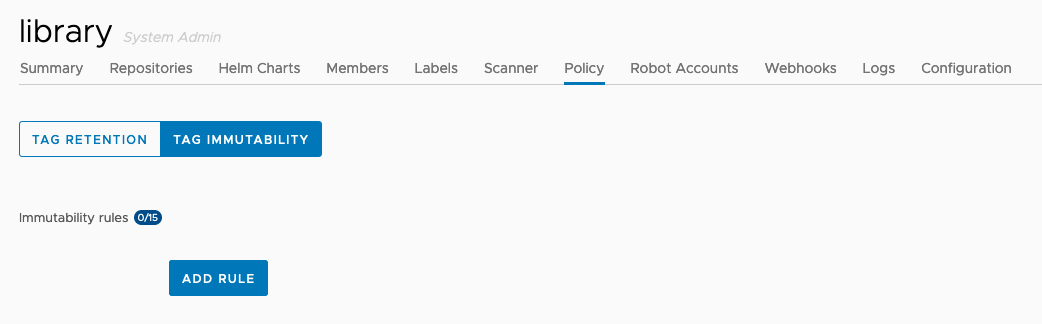 library System Admin
Summary Repositories Helm Charts Members Labels Scanner Policy Robot Accounts Webhooks Logs Configuration
TAG RETENTION TAG IMMUTABILITY
Immutability rules 0/15
ADD RULE